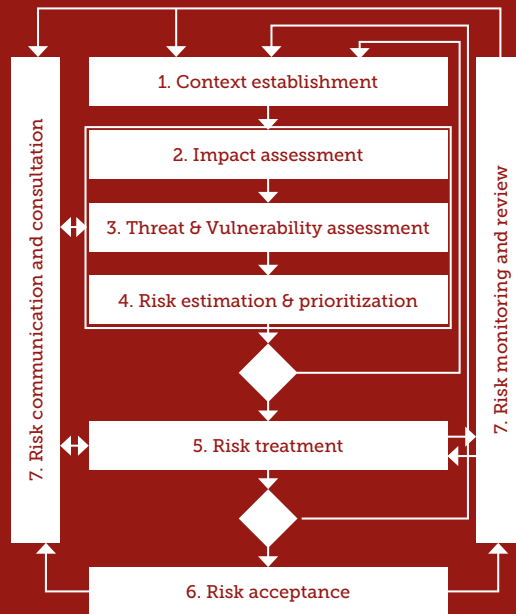 1. Context establishment
2. Impact assessment
3. Threat & Vulnerability assessment
4. Risk estimation & prioritization
5. Risk treatment
6. Risk acceptance
7. Risk communication and consultation
7. Risk monitoring and review